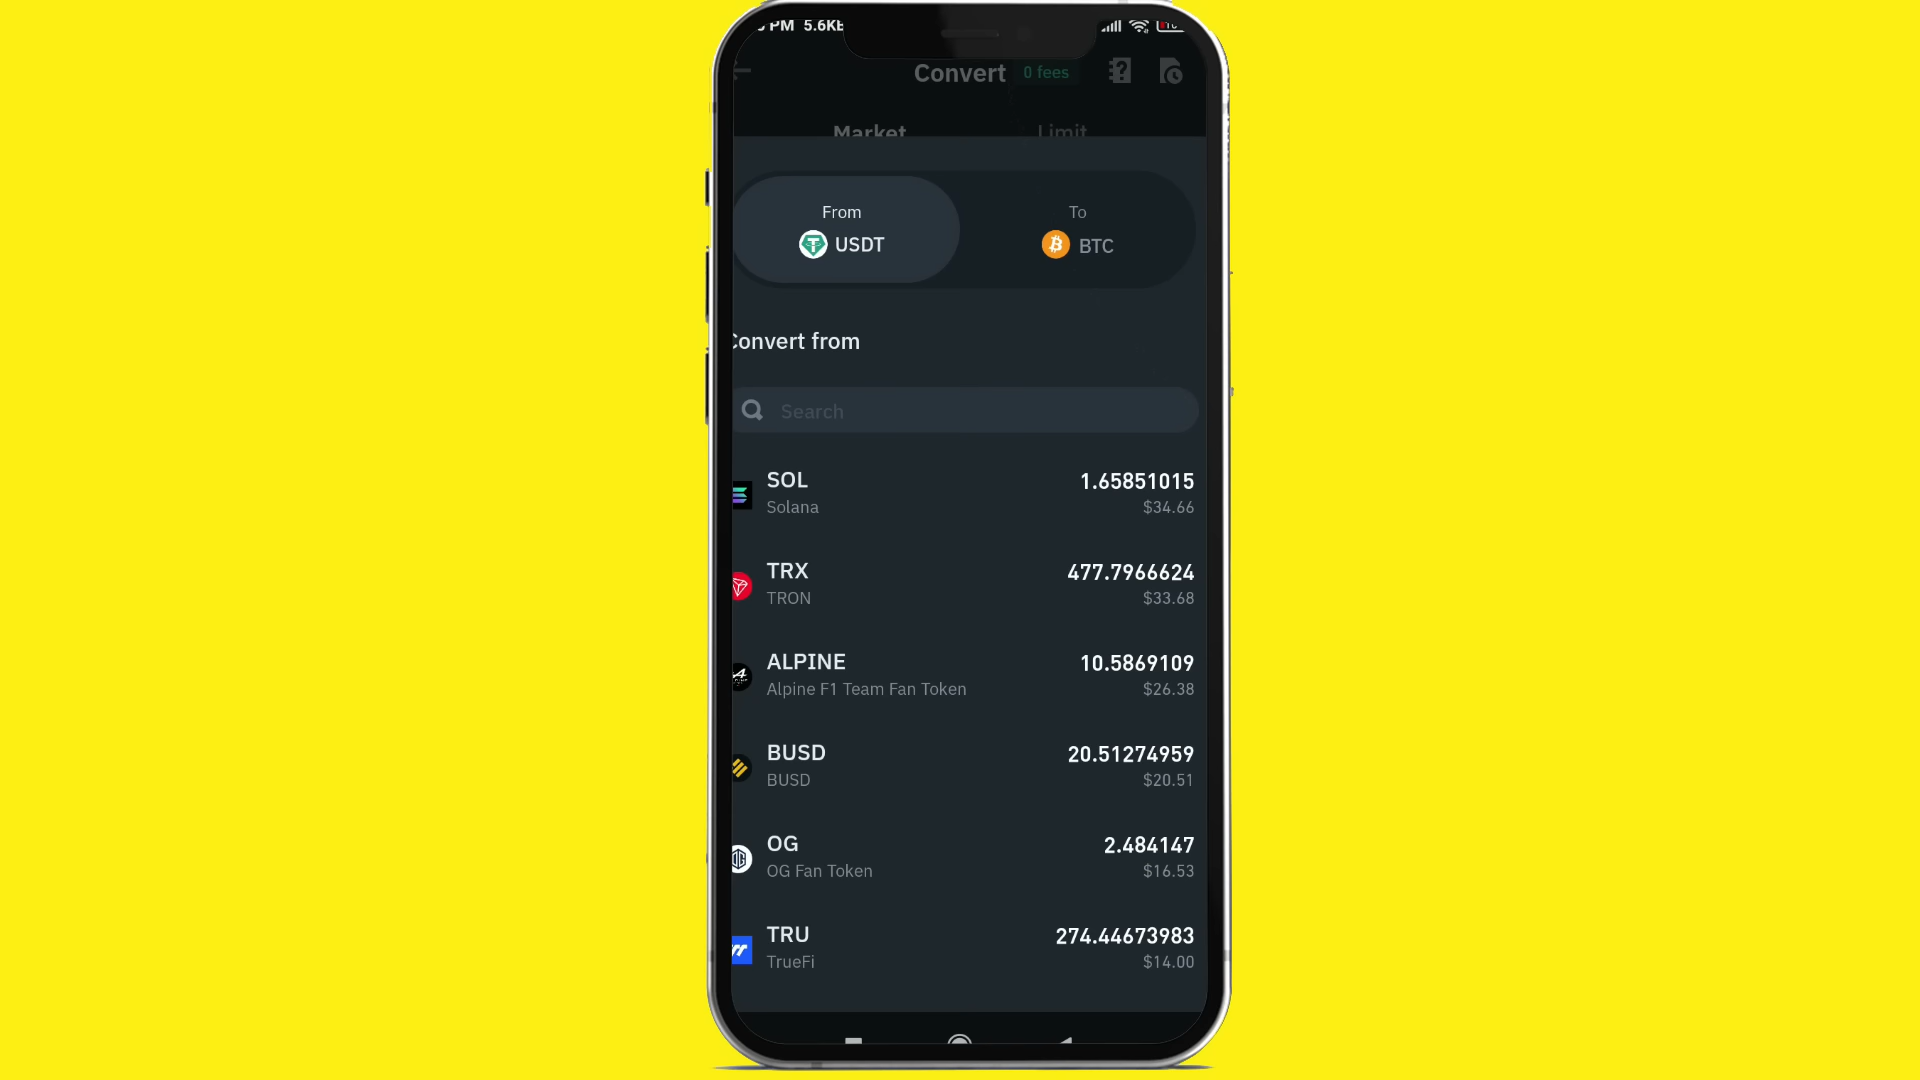 PM 5.6KB
Convert 0 fees
Market Limit
From To
USDT BTC
Convert from
Search
SOL 1.65851015
Solana $34.66
TRX 477.7966624
TRON $33.68
ALPINE 10.5869109
Alpine F1 Team Fan Token $26.38
BUSD 20.51274959
BUSD $20.51
OG 2.484147
OG Fan Token $16.53
TRU 274.44673983
TrueFi $14.00